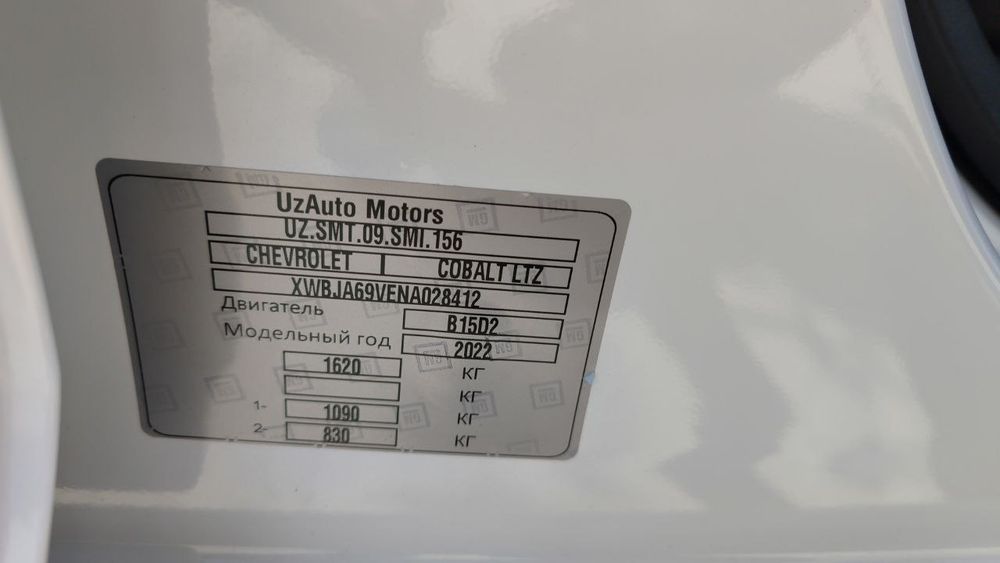 UzAuto Motors
UZ.SMT.09.SMI.156
CHEVROLET COBALT LTZ
XWBJA69VENA028412
Двигатель B15D2
Модельный год 2022
1620 КГ
КГ
1- 1090 КГ
2- 830 КГ